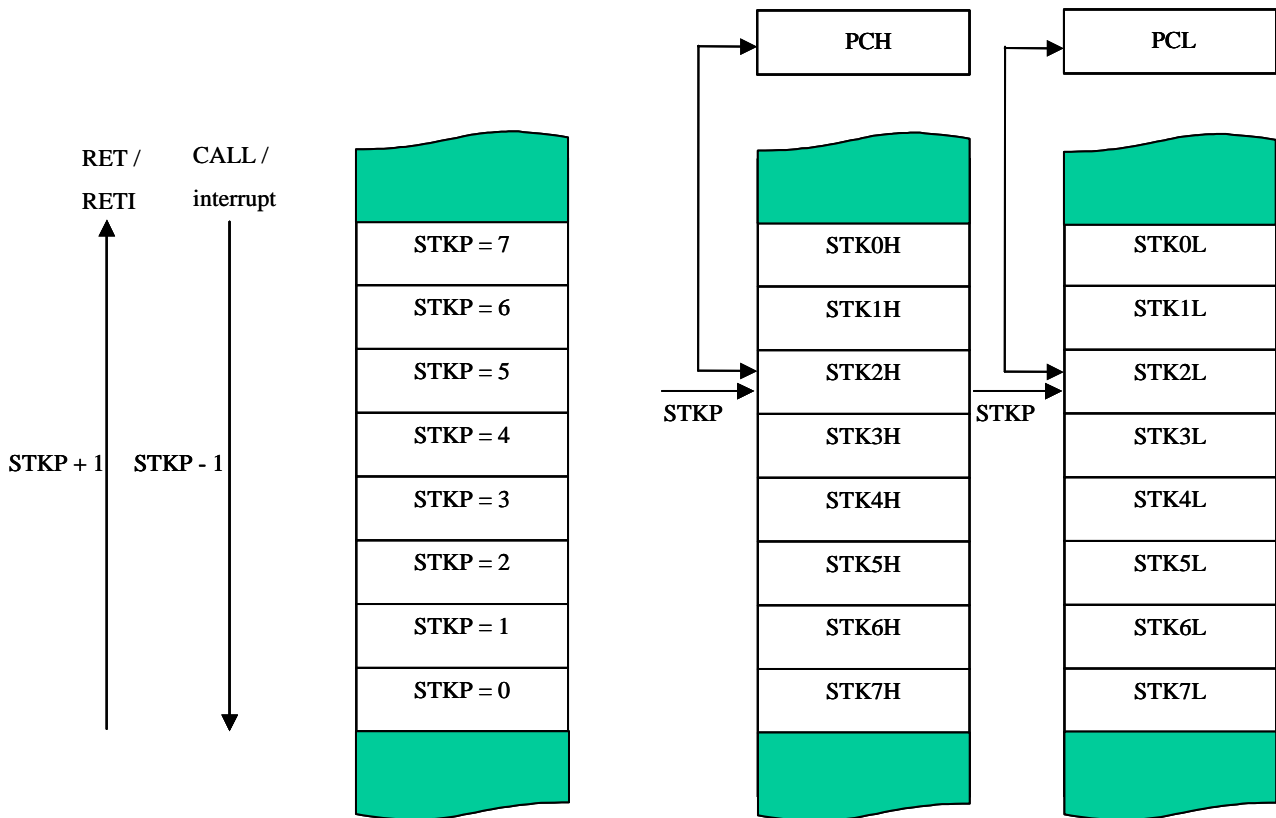 PCH
PCL
RET /
RETI
CALL /
interrupt
STKP + 1
STKP - 1
STKP = 7
STKP = 6
STKP = 5
STKP = 4
STKP = 3
STKP = 2
STKP = 1
STKP = 0
STKP
STK0H
STK1H
STK2H
STK3H
STK4H
STK5H
STK6H
STK7H
STKP
STK0L
STK1L
STK2L
STK3L
STK4L
STK5L
STK6L
STK7L